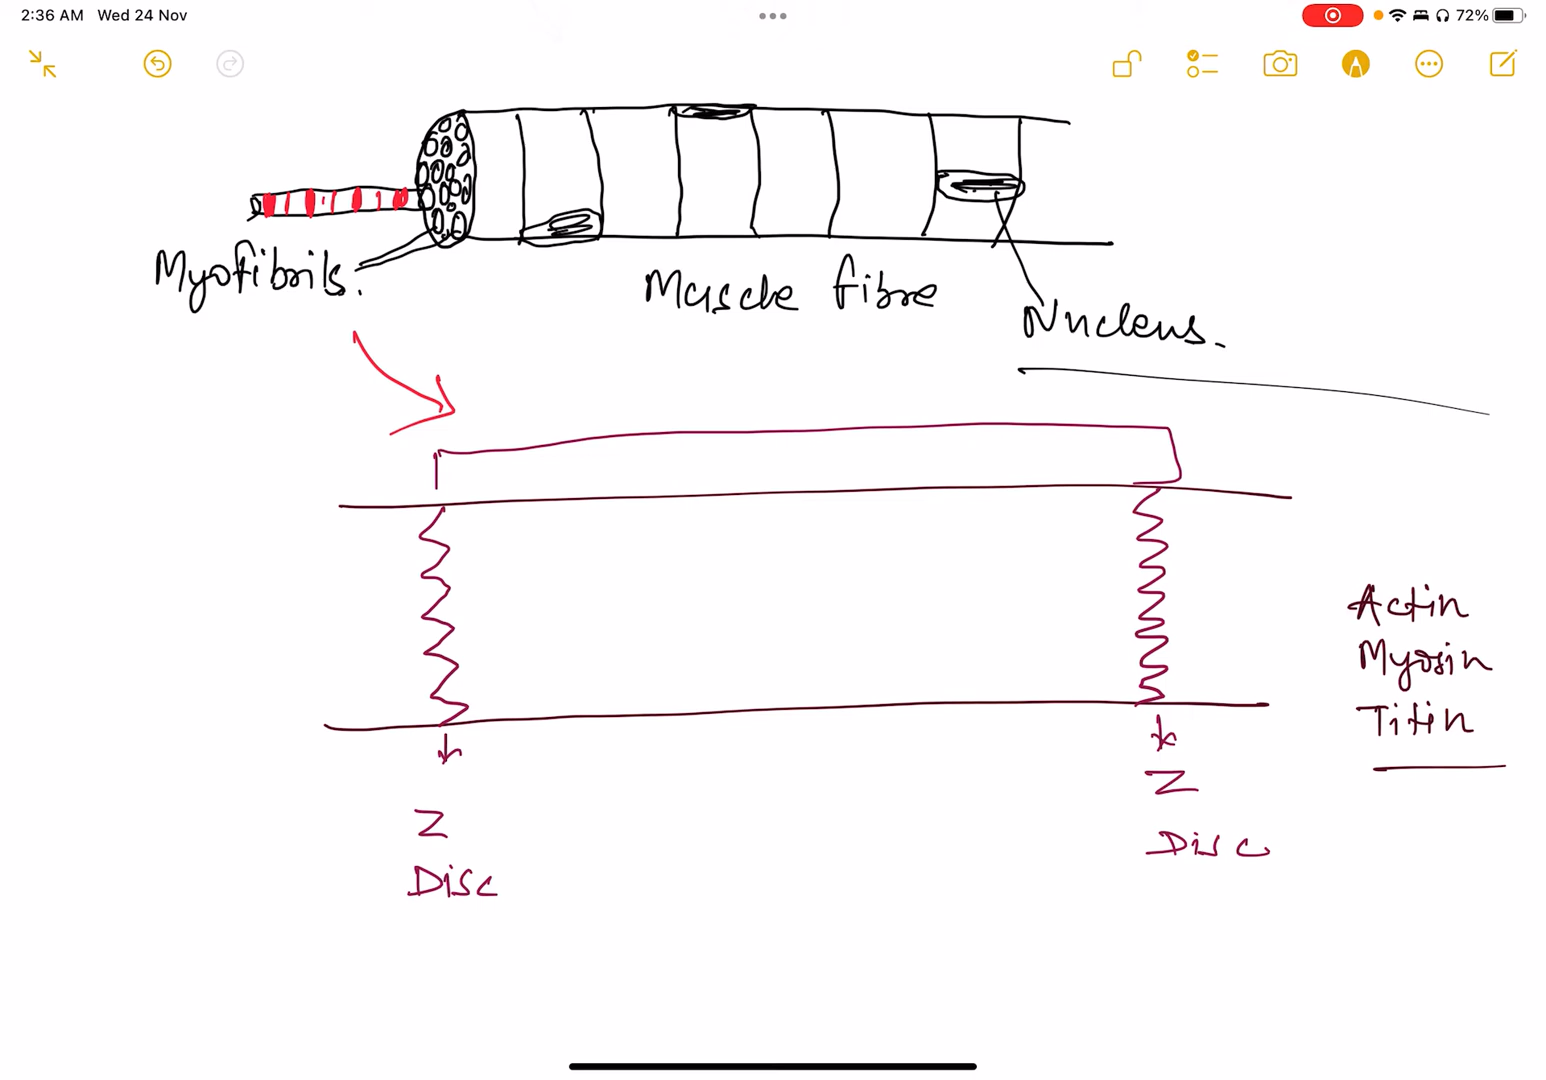 2:36 AM Wed 24 Nov
72%
Myofibrils.
Muscle fibre
Nucleus.
Actin
Myosin
Titin
Z
Disc
Z
Disc